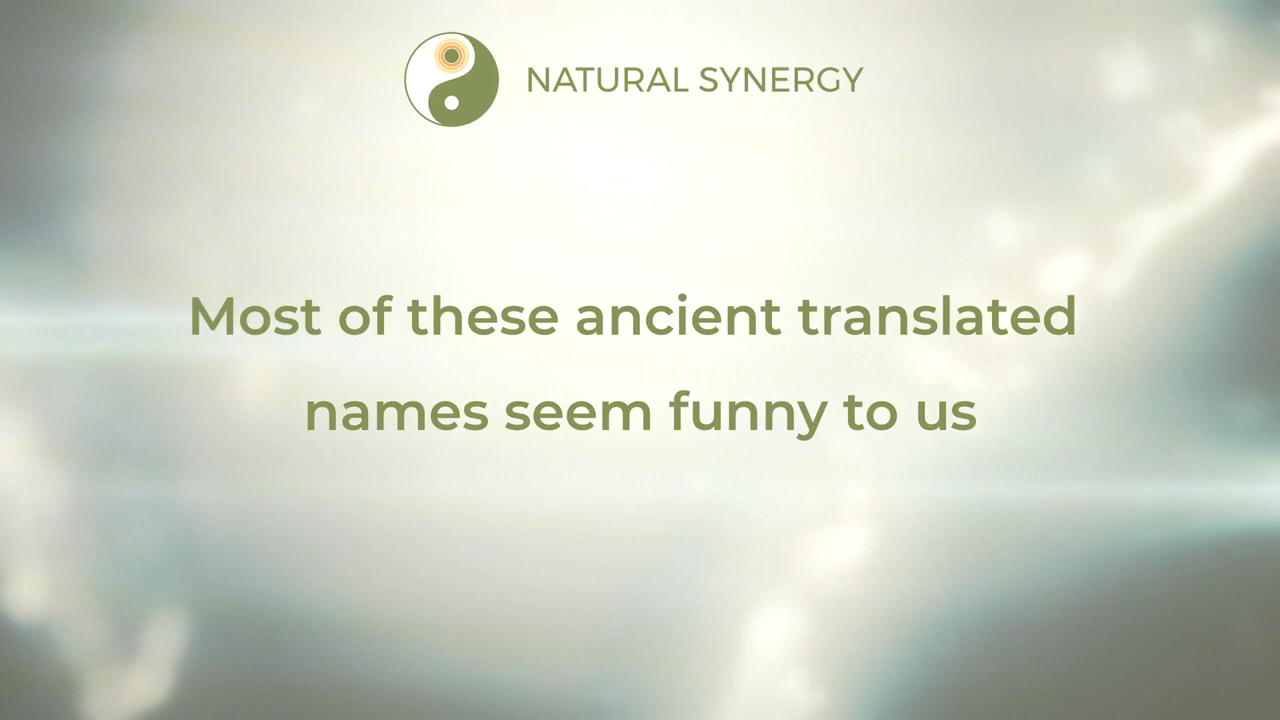 NATURAL SYNERGY
Most of these ancient translated
names seem funny to us